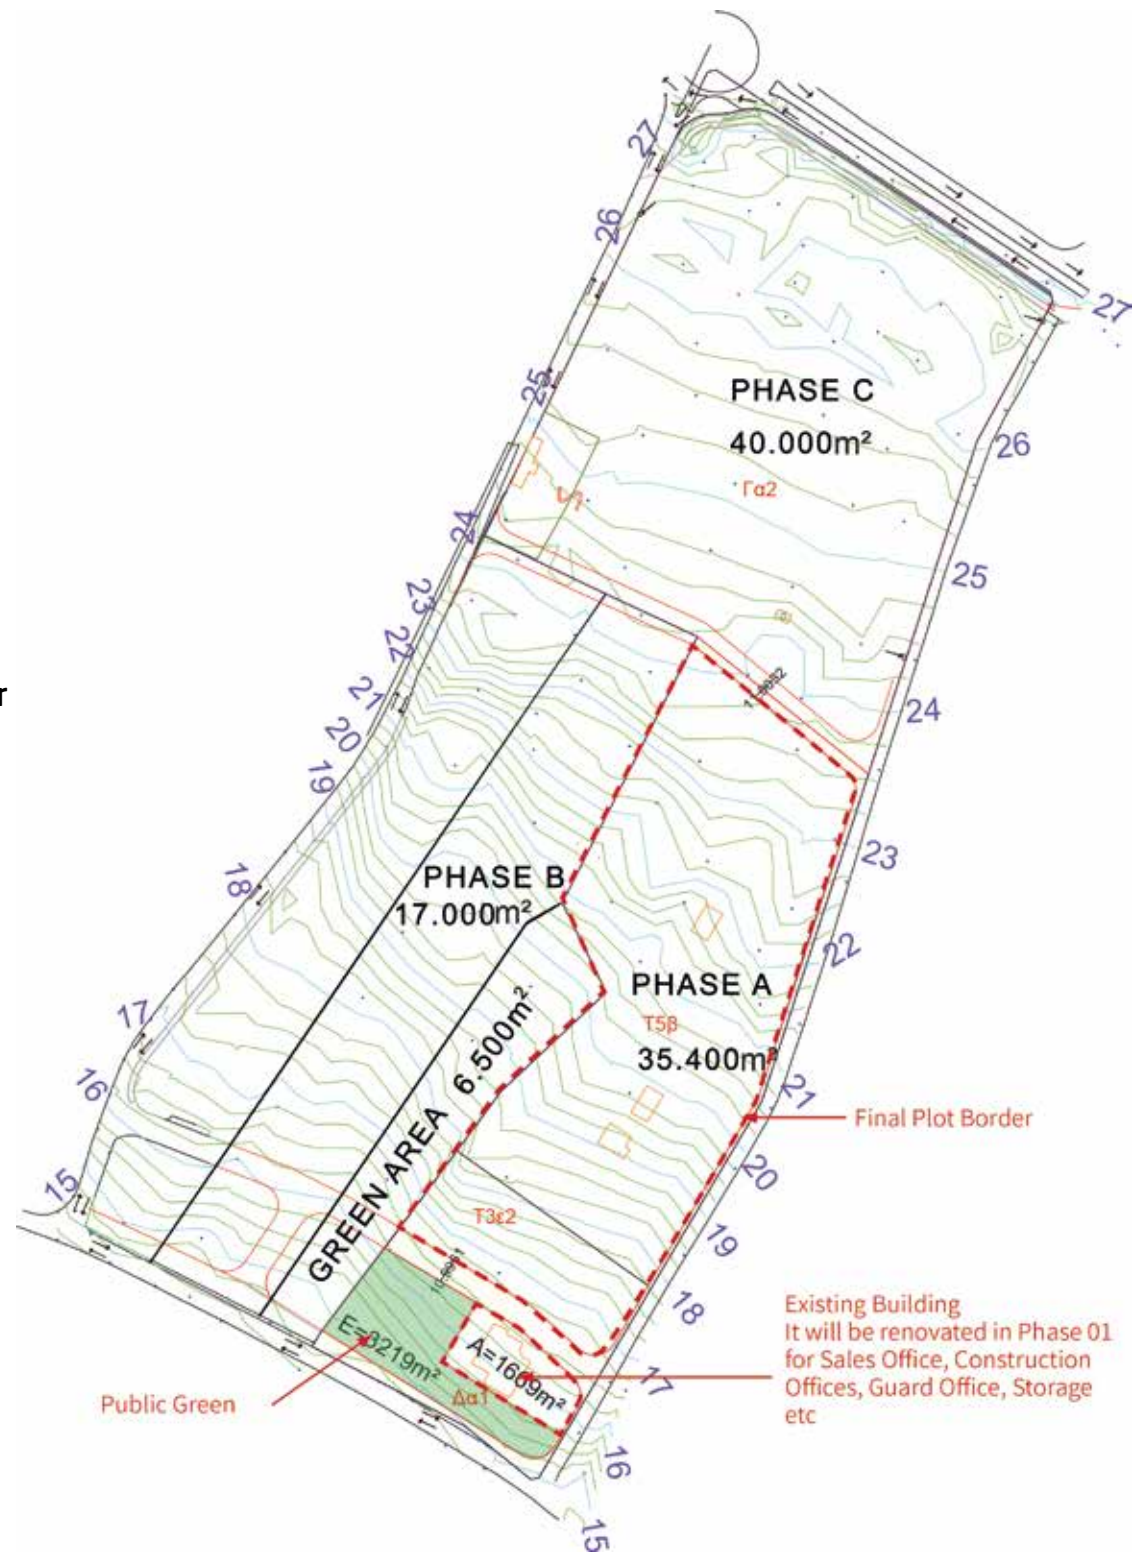 27
26
27
25
PHASE C
40.000m²
26
Γα2
24
25
23
22
21
24
20
19
23
PHASE B
17.000m²
18
22
PHASE A
6.500m²
T5β
35.400m²
17
16
21
Final Plot Border
GREEN AREA
20
15
T3ε2
19
18
Existing Building
It will be renovated in Phase 01
for Sales Office, Construction
Offices, Guard Office, Storage
etc
E=3219m²
A=1669m²
17
Δα1
Public Green
16
15
r